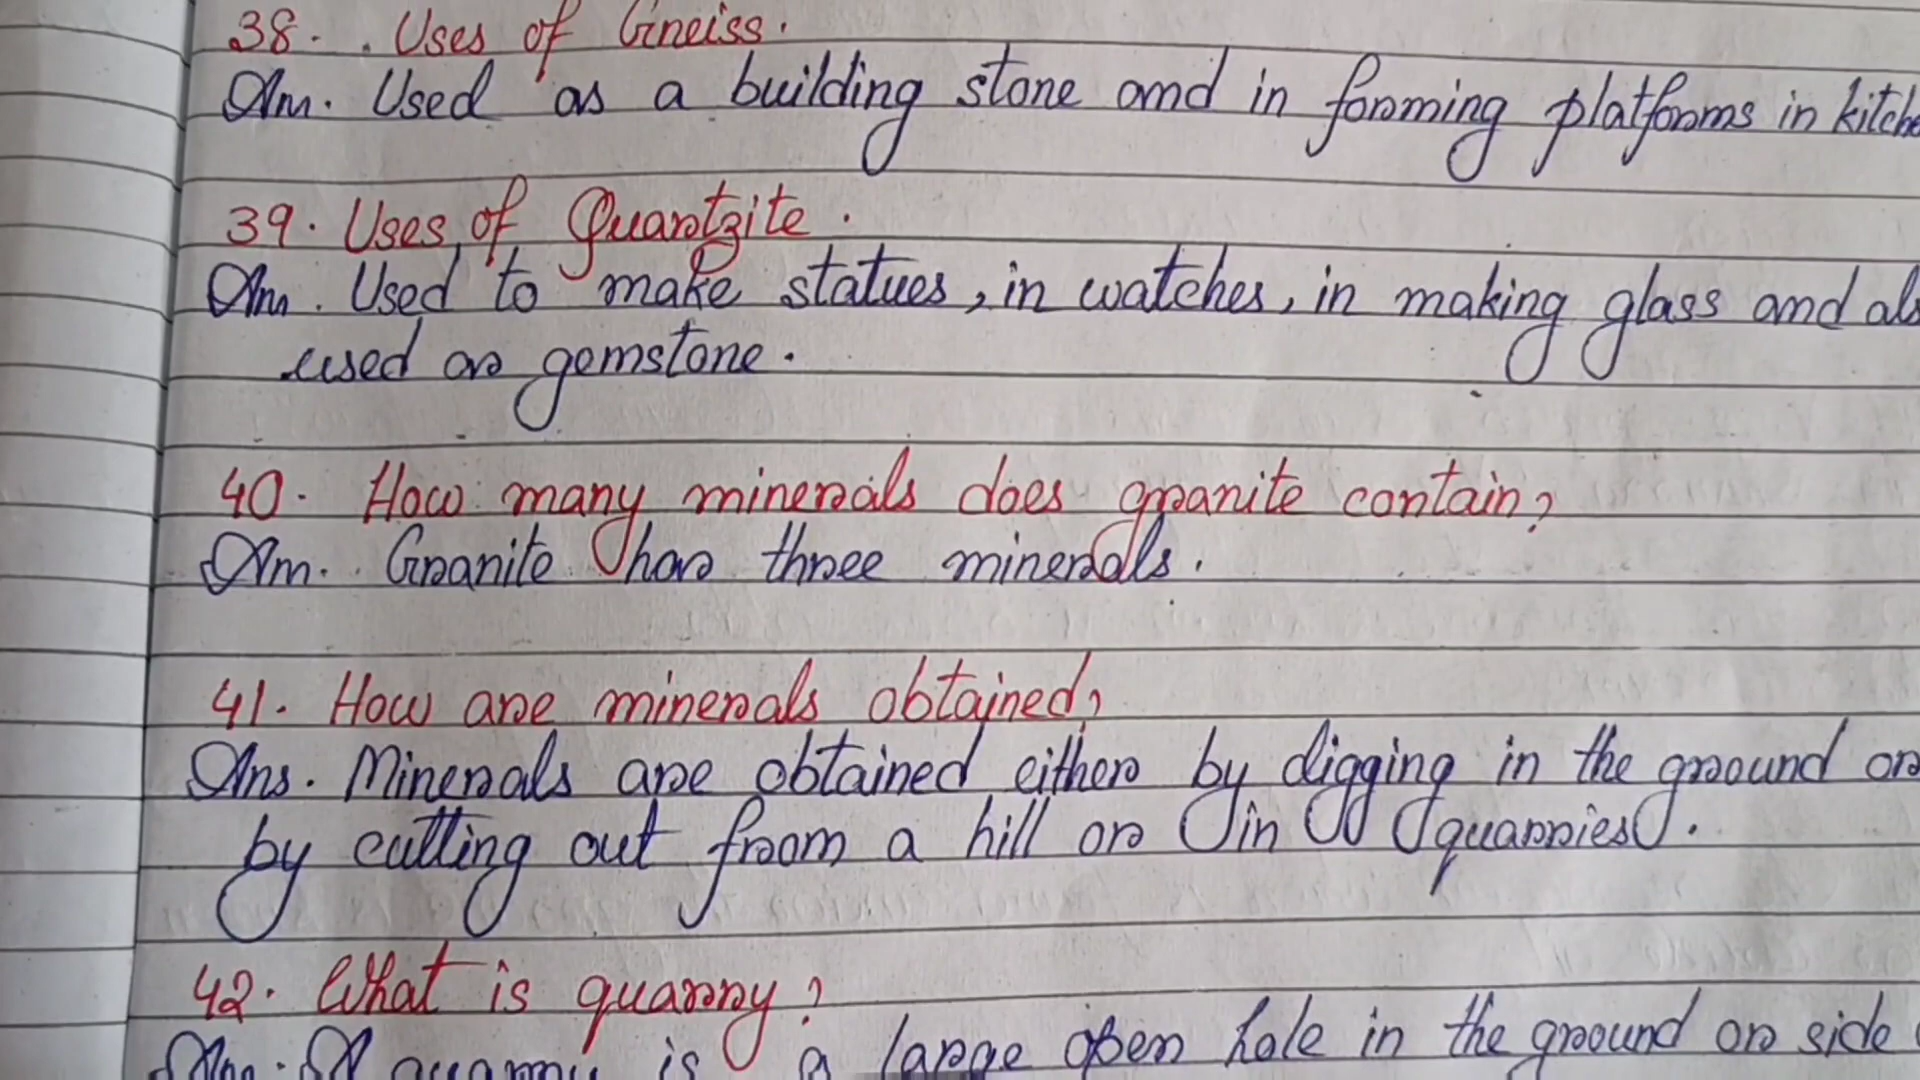 38. Uses of Gneiss.
Ans. Used as a building stone and in forming platforms in kitche
39. Uses of Quartzite.
Ans. Used to make statues, in watches, in making glass and als
used as gemstone.
40. How many minerals does granite contain?
Ans. Granite has three minerals.
41. How are minerals obtained?
Ans. Minerals are obtained either by digging in the ground or
by cutting out from a hill or in quarries.
42. What is quarry?
Ans. A quarry is a large open hole in the ground or side